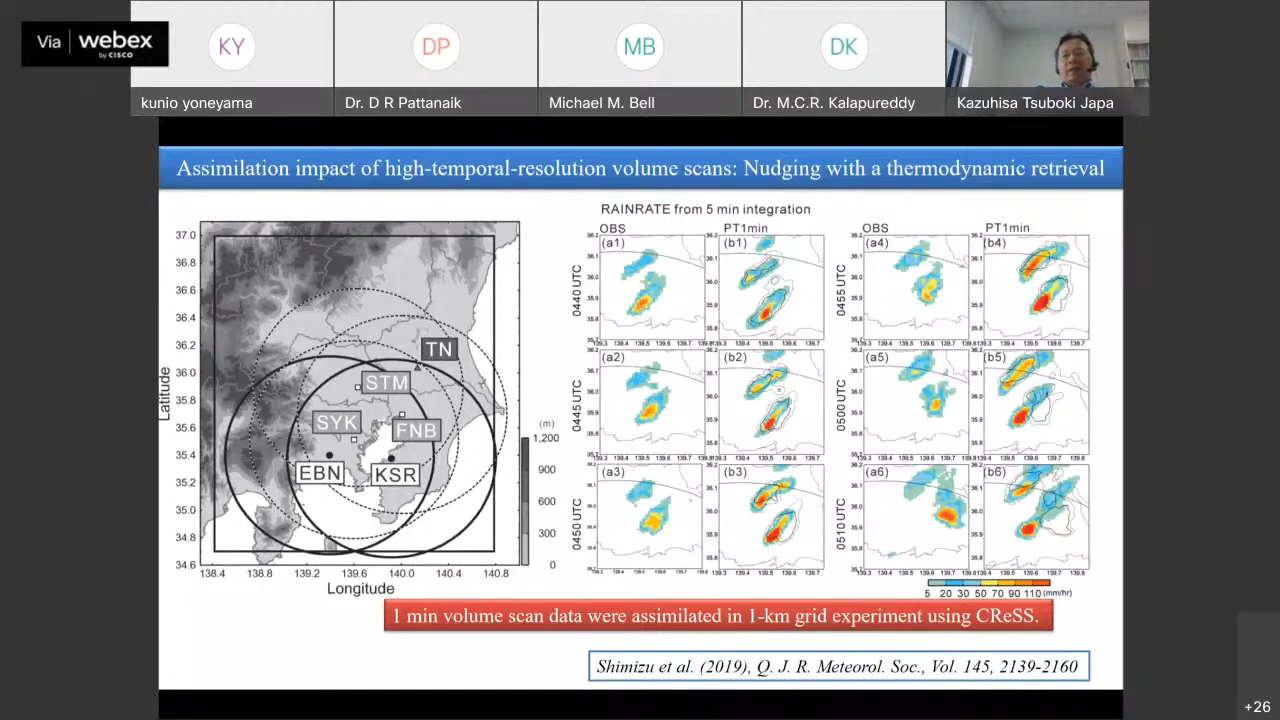 Via webex
by CISCO
KY
DP
MB
DK
kunio yoneyama
Dr. D R Pattanaik
Michael M. Bell
Dr. M.C.R. Kalapureddy
Kazuhisa Tsuboki Japa
Assimilation impact of high-temporal-resolution volume scans: Nudging with a thermodynamic retrieval
37.0
36.8
36.6
36.4
36.2
36.0
35.8
35.6
35.4
35.2
35.0
34.8
34.6
Latitude
138.4 138.8 139.2 139.6 140.0 140.4 140.8
Longitude
TN
STM
SYK
FNB
EBN
KSR
(m)
1,200
900
600
300
0
RAINRATE from 5 min integration
OBS PT1min OBS PT1min
0440 UTC (a1) (b1) 0455 UTC (a4) (b4)
0445 UTC (a2) (b2) 0500 UTC (a5) (b5)
0450 UTC (a3) (b3) 0510 UTC (a6) (b6)
5 20 30 50 70 90 110 (mm/hr)
1 min volume scan data were assimilated in 1-km grid experiment using CReSS.
Shimizu et al. (2019), Q. J. R. Meteorol. Soc., Vol. 145, 2139-2160
+26